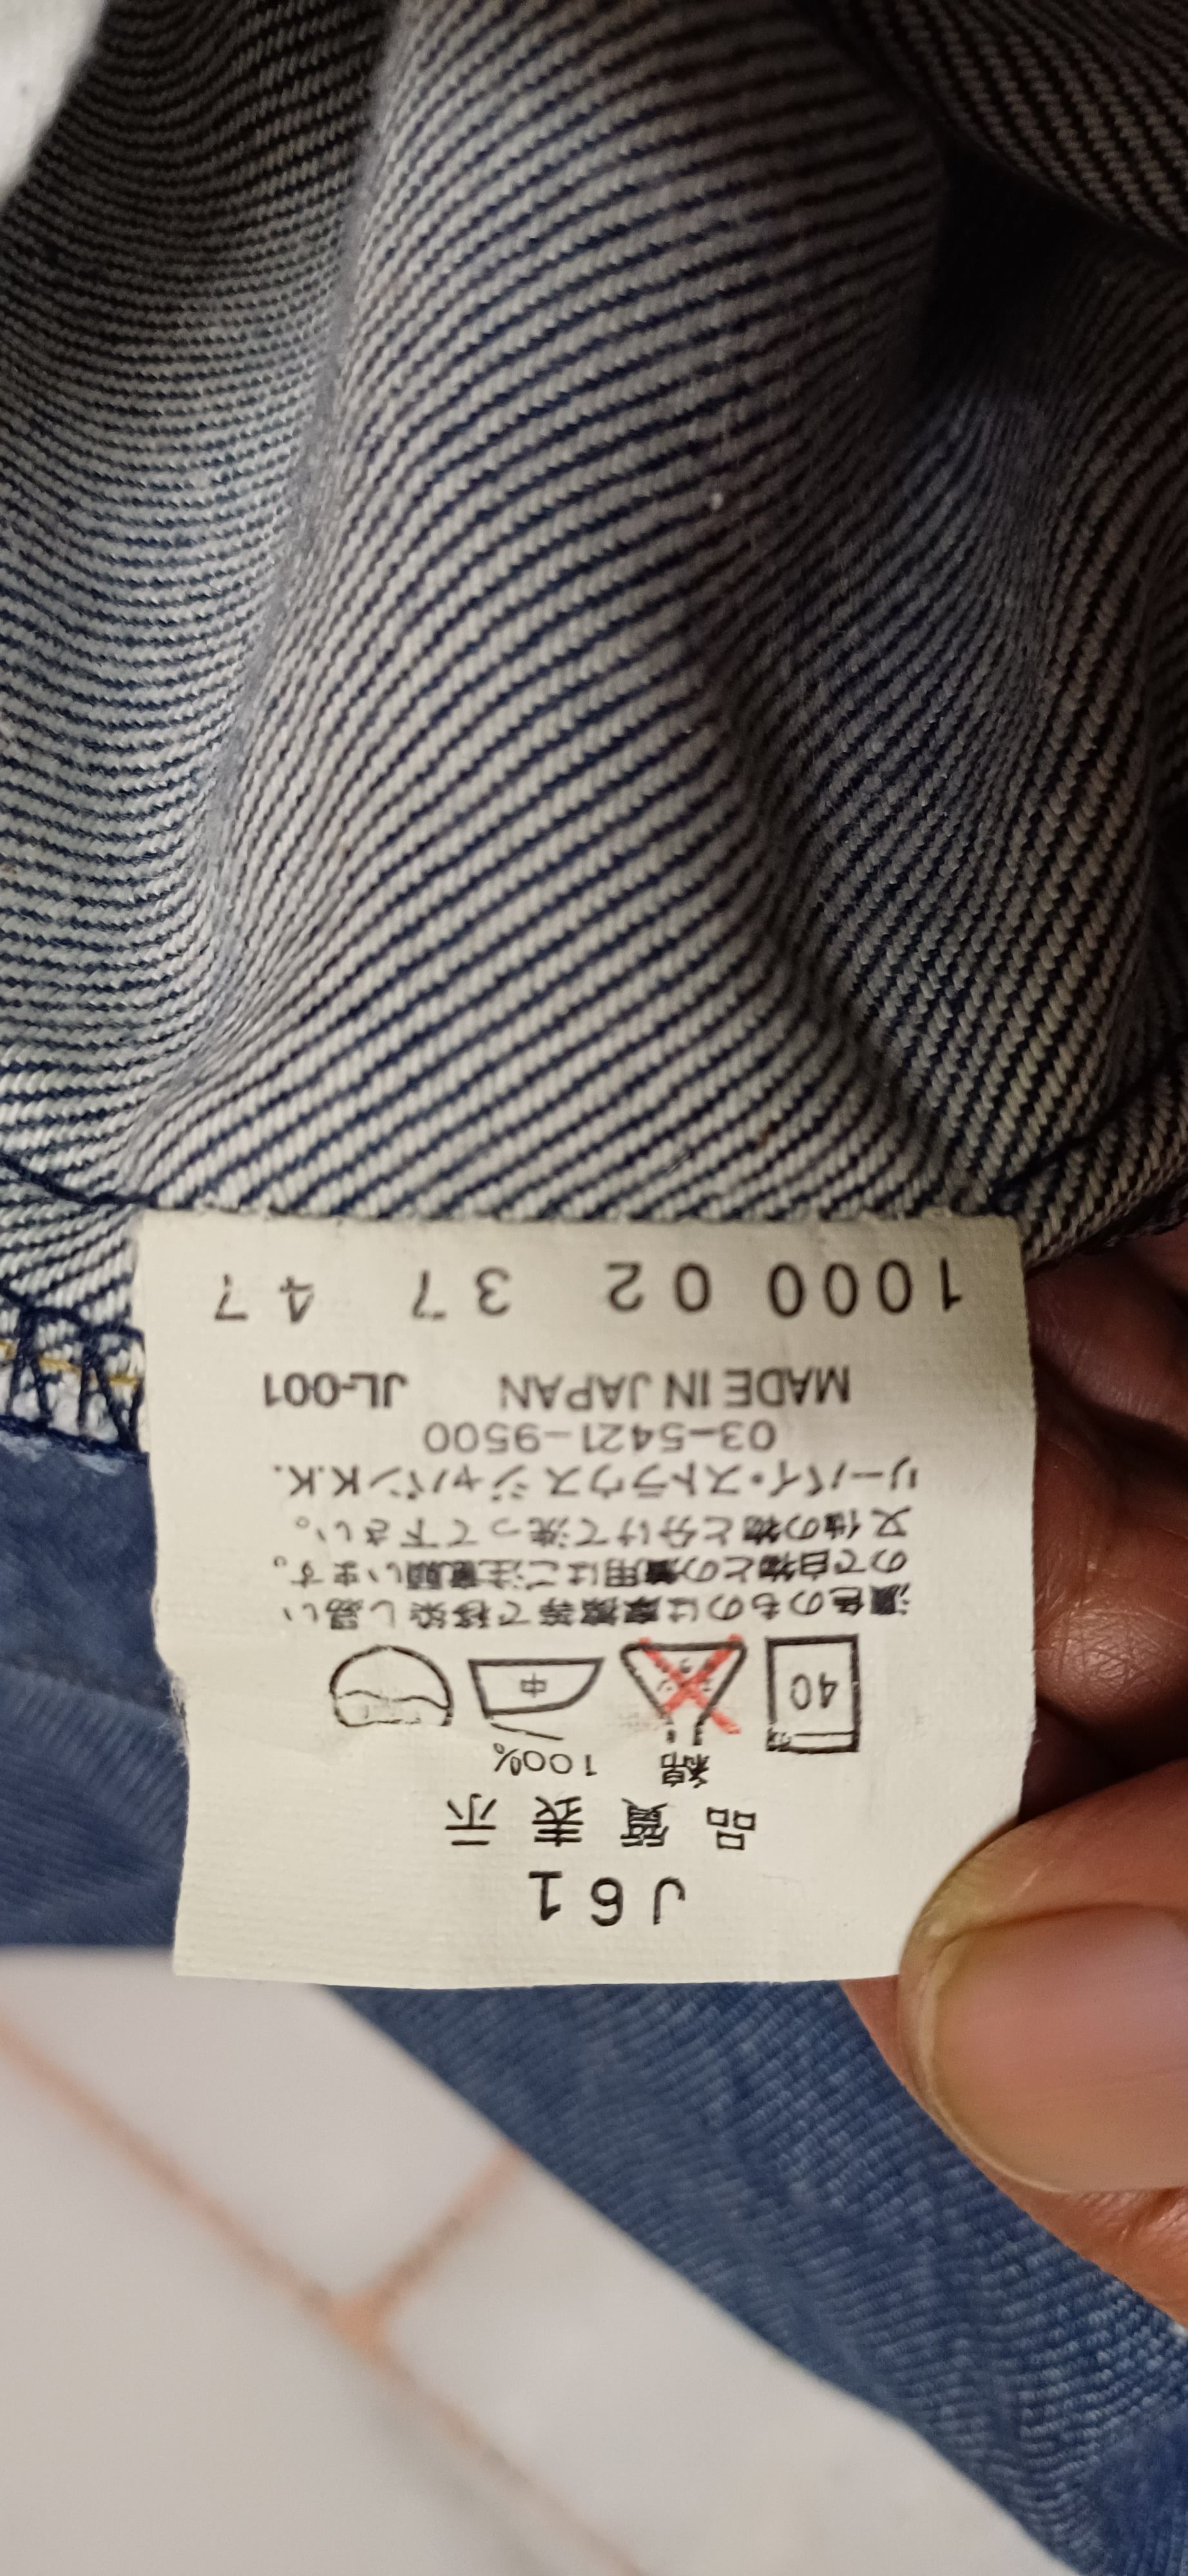 J61
品質表示
綿 100%
40 中
濃色のものは摩擦等で移染し易い
ので白物との着用はご注意願います。
又他の物と分けて洗って下さい。
リーバイ・ストラウス ジャパンK.K.
03-5421-9500
MADE IN JAPAN JL-001
1000 02 37 47